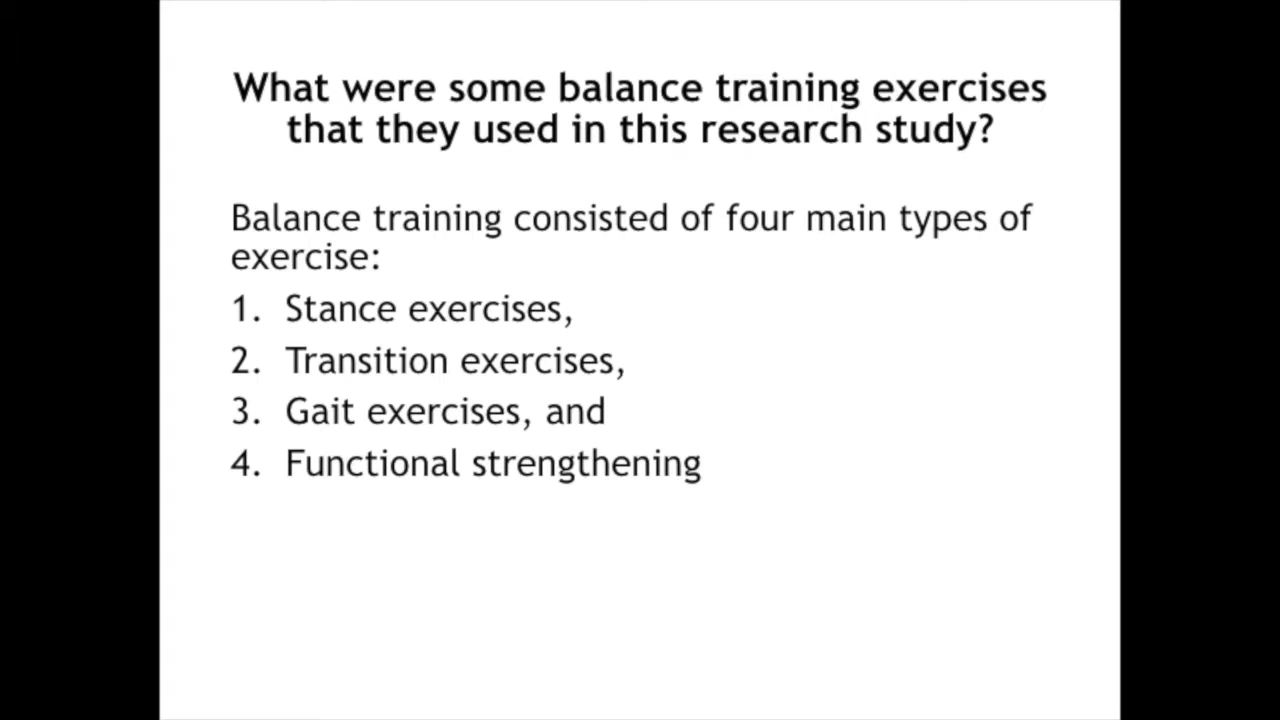 What were some balance training exercises
that they used in this research study?
Balance training consisted of four main types of
exercise:
1. Stance exercises,
2. Transition exercises,
3. Gait exercises, and
4. Functional strengthening